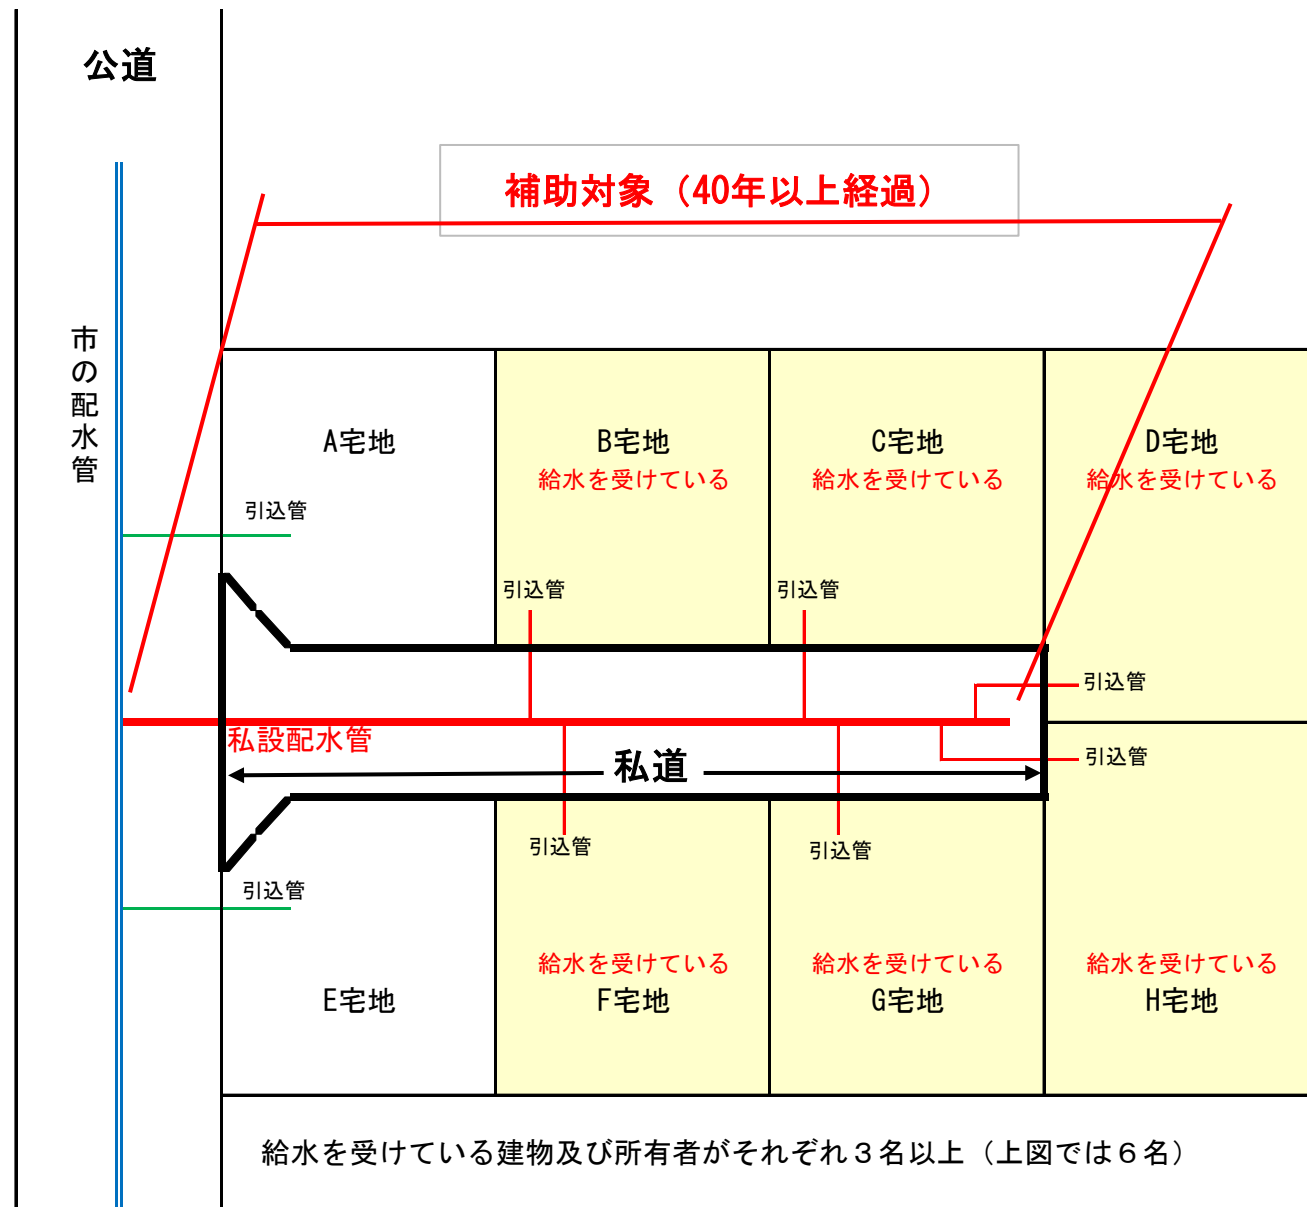 公道
補助対象（40年以上経過）
市の配水管
A宅地
B宅地
C宅地
D宅地
給水を受けている
給水を受けている
給水を受けている
引込管
引込管
引込管
引込管
私設配水管
私道
引込管
引込管
引込管
引込管
給水を受けている
給水を受けている
給水を受けている
E宅地
F宅地
G宅地
H宅地
給水を受けている建物及び所有者がそれぞれ３名以上（上図では６名）